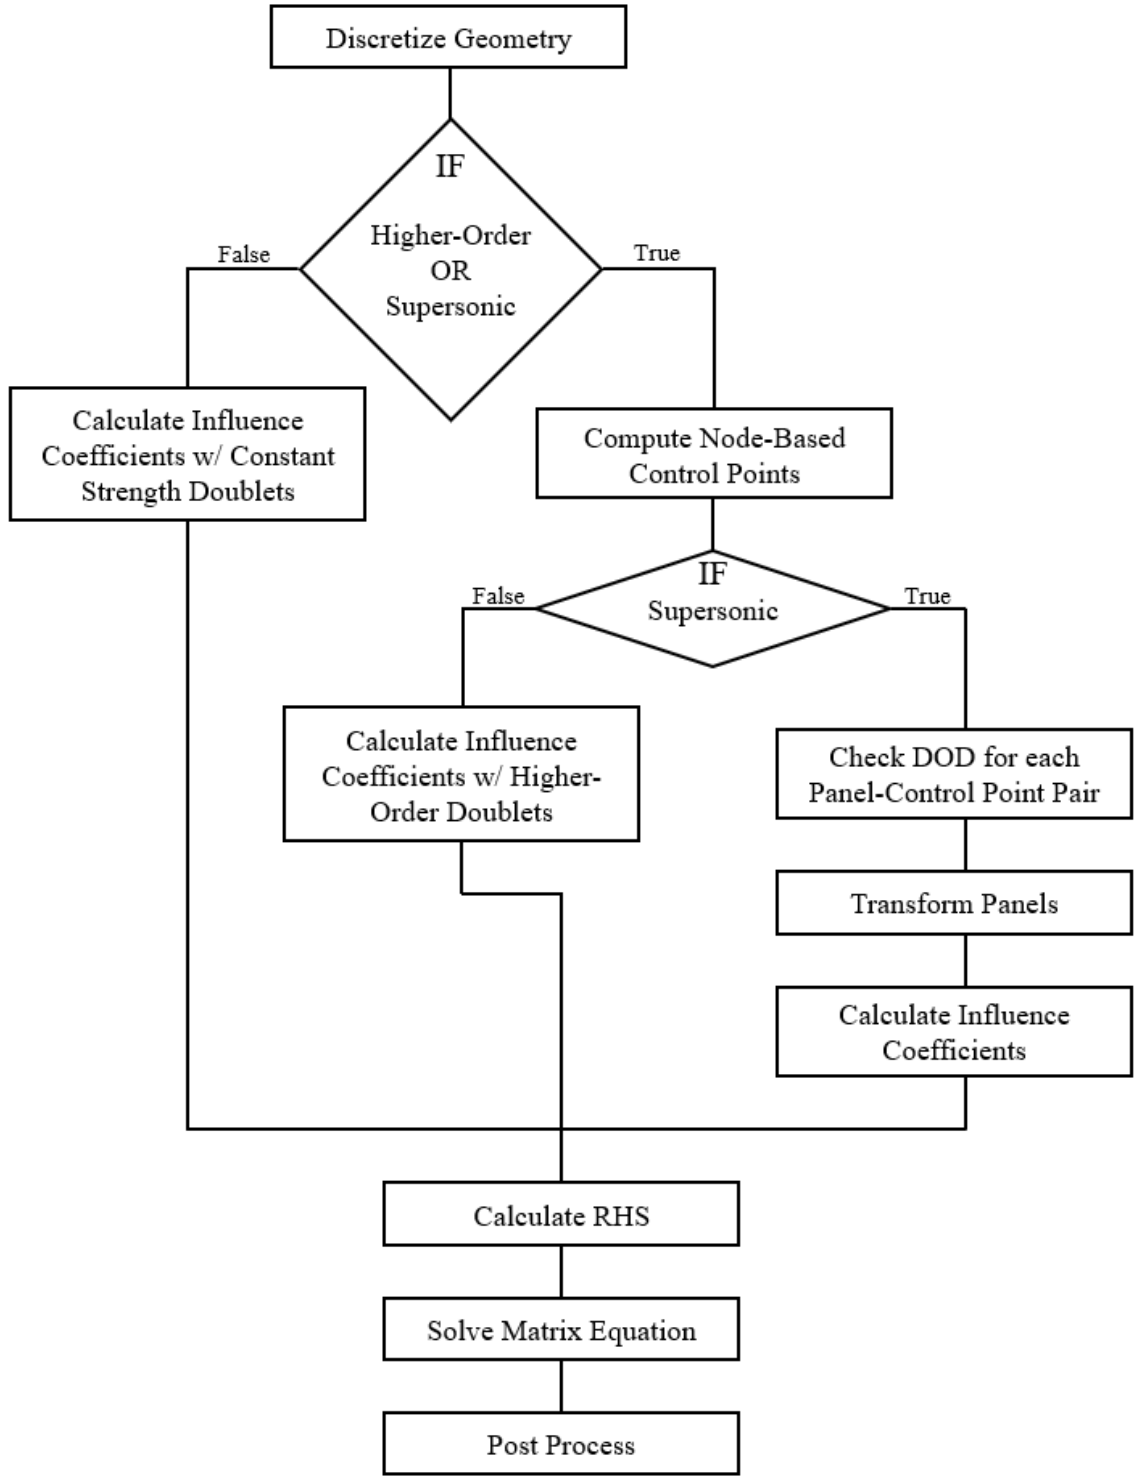 Discretize Geometry
IF
Higher-Order
OR
Supersonic
False
True
Calculate Influence
Coefficients w/ Constant
Strength Doublets
Compute Node-Based
Control Points
IF
Supersonic
False
True
Calculate Influence
Coefficients w/ Higher-
Order Doublets
Check DOD for each
Panel-Control Point Pair
Transform Panels
Calculate Influence
Coefficients
Calculate RHS
Solve Matrix Equation
Post Process